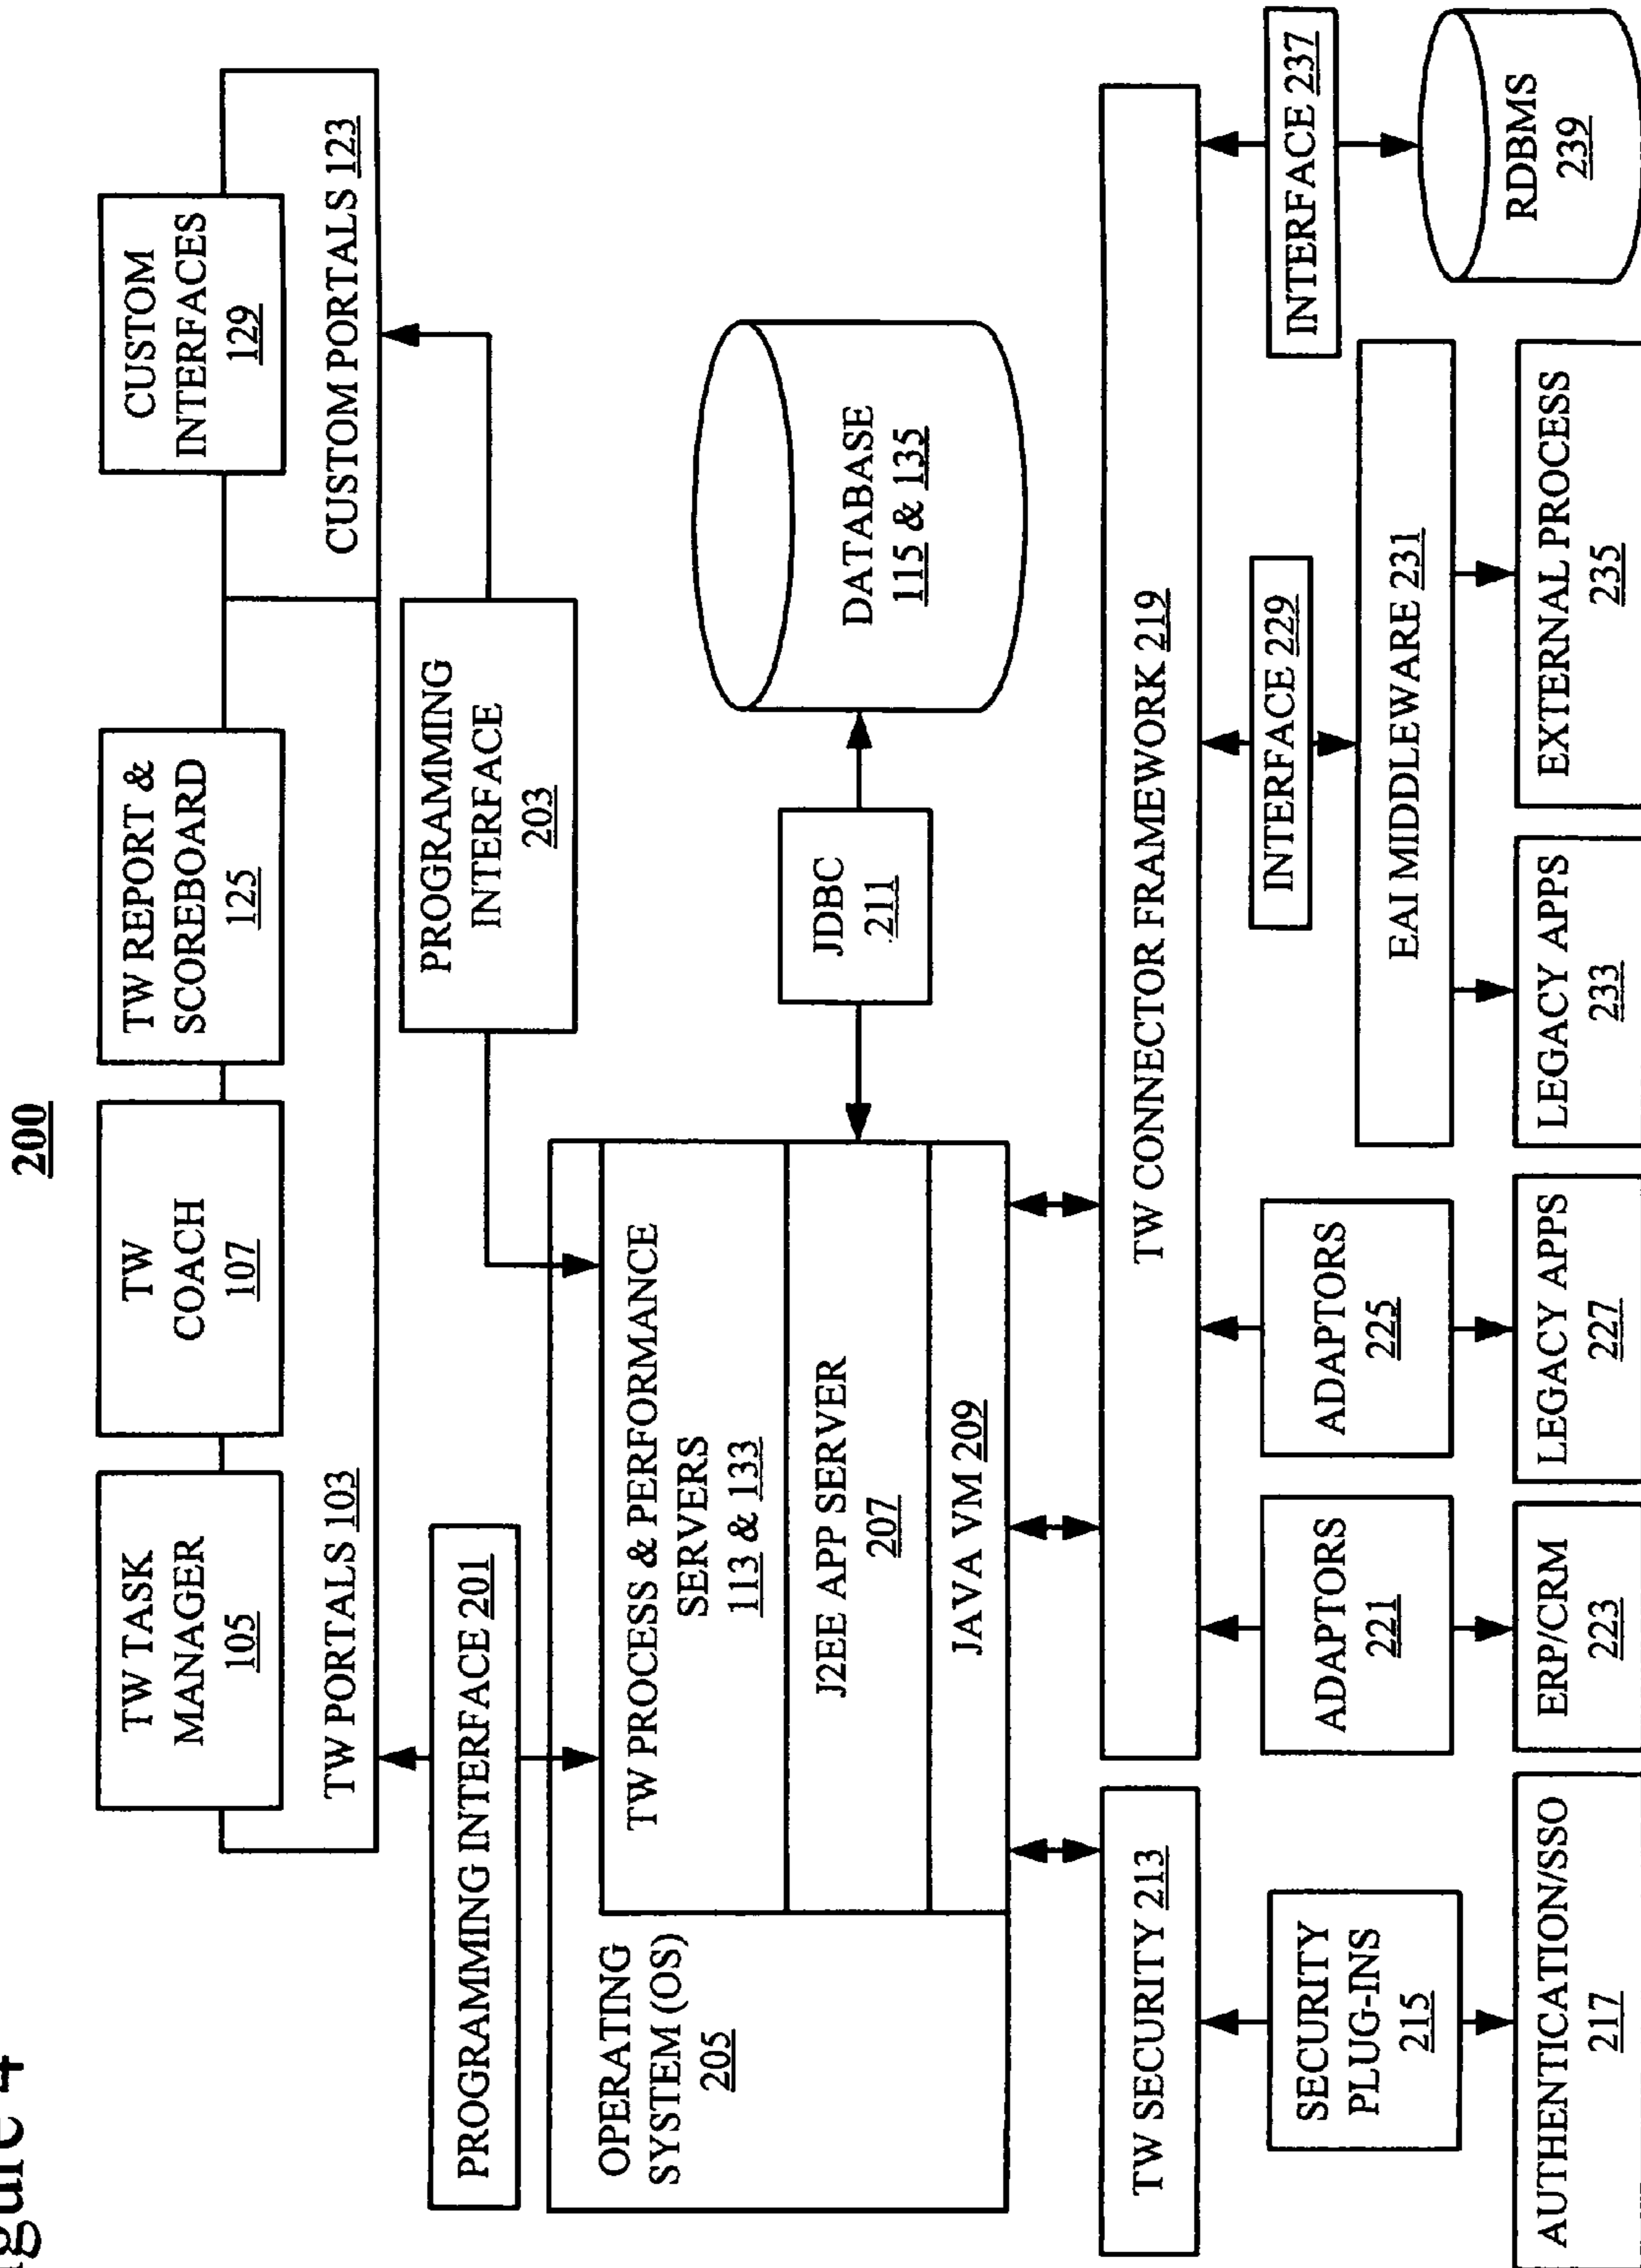 200
TW TASK
MANAGER
105
TW
COACH
107
TW REPORT &
SCOREBOARD
125
CUSTOM
INTERFACES
129
TW PORTALS 103
CUSTOM PORTALS 123
PROGRAMMING INTERFACE 201
PROGRAMMING
INTERFACE
203
OPERATING
SYSTEM (OS)
205
TW PROCESS & PERFORMANCE
SERVERS
113 & 133
J2EE APP SERVER
207
JAVA VM 209
JDBC
211
DATABASE
115 & 135
TW SECURITY 213
TW CONNECTOR FRAMEWORK 219
SECURITY
PLUG-INS
215
ADAPTORS
221
ADAPTORS
225
INTERFACE 229
INTERFACE 237
EAI MIDDLEWARE 231
AUTHENTICATION/SSO
217
ERP/CRM
223
LEGACY APPS
227
LEGACY APPS
233
EXTERNAL PROCESS
235
RDBMS
239